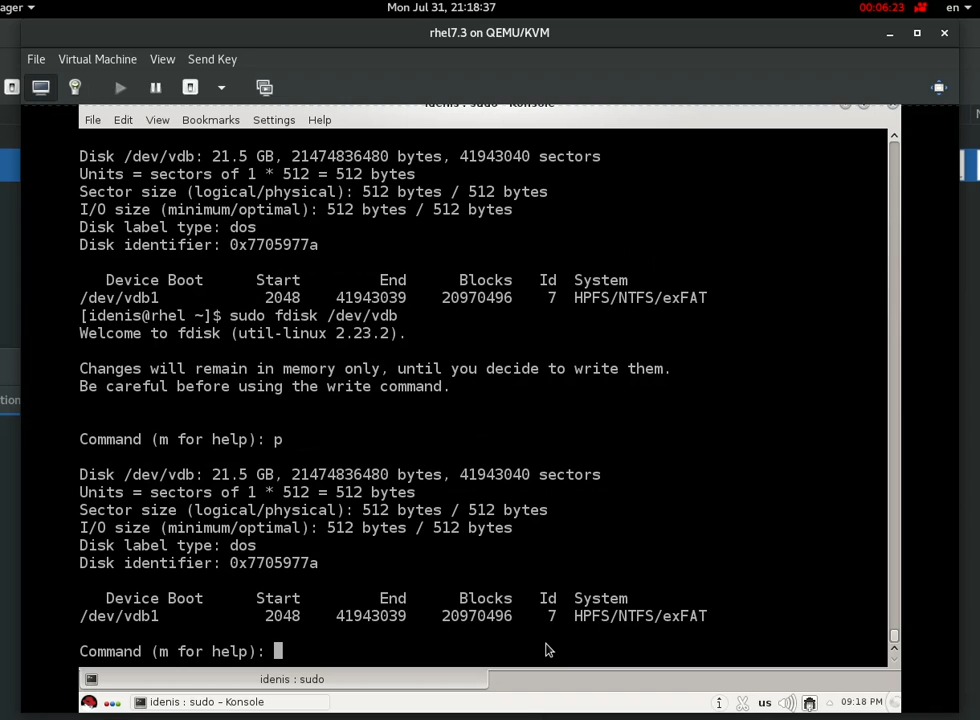 ager
Mon Jul 31, 21:18:37
00:06:23
en
rhel7.3 on QEMU/KVM
File Virtual Machine View Send Key
idenis : sudo – Konsole
File Edit View Bookmarks Settings Help
Disk /dev/vdb: 21.5 GB, 21474836480 bytes, 41943040 sectors
Units = sectors of 1 * 512 = 512 bytes
Sector size (logical/physical): 512 bytes / 512 bytes
I/O size (minimum/optimal): 512 bytes / 512 bytes
Disk label type: dos
Disk identifier: 0x7705977a
Device Boot Start End Blocks Id System
/dev/vdb1 2048 41943039 20970496 7 HPFS/NTFS/exFAT
[idenis@rhel ~]$ sudo fdisk /dev/vdb
Welcome to fdisk (util-linux 2.23.2).
Changes will remain in memory only, until you decide to write them.
Be careful before using the write command.
Command (m for help): p
Disk /dev/vdb: 21.5 GB, 21474836480 bytes, 41943040 sectors
Units = sectors of 1 * 512 = 512 bytes
Sector size (logical/physical): 512 bytes / 512 bytes
I/O size (minimum/optimal): 512 bytes / 512 bytes
Disk label type: dos
Disk identifier: 0x7705977a
Device Boot Start End Blocks Id System
/dev/vdb1 2048 41943039 20970496 7 HPFS/NTFS/exFAT
Command (m for help):
tion
idenis : sudo
idenis : sudo – Konsole
us
09:18 PM